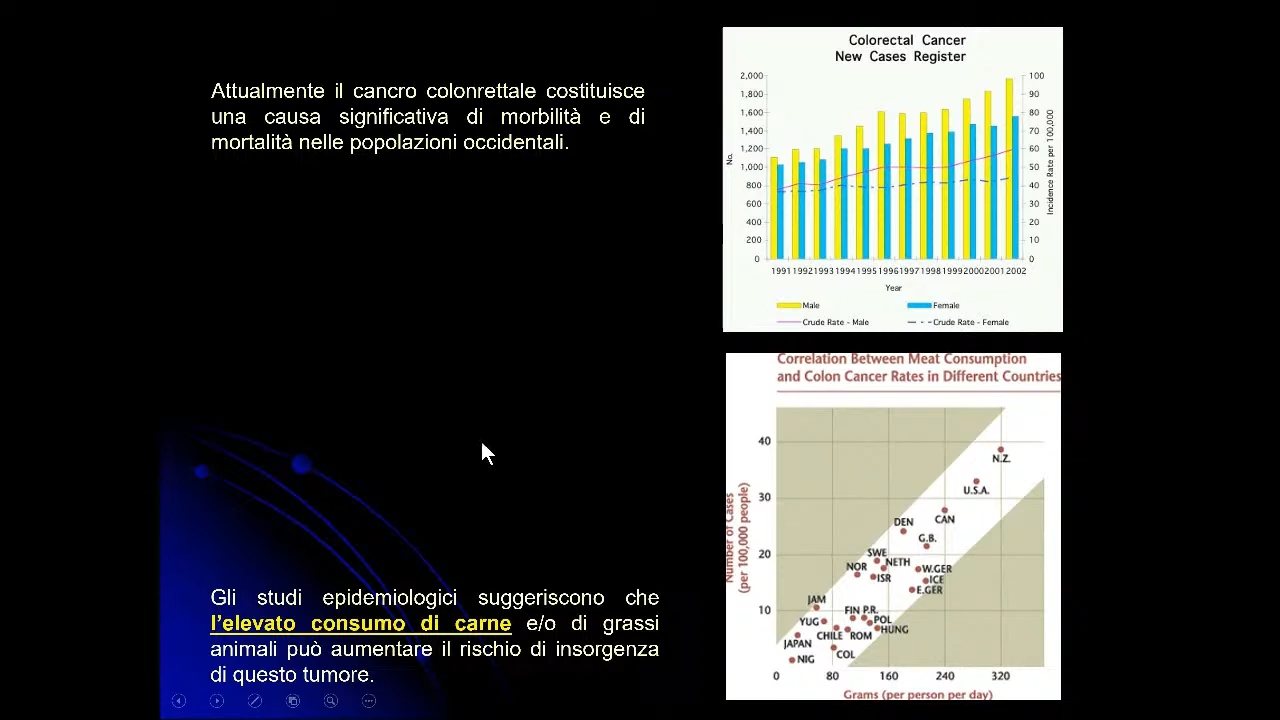 Attualmente il cancro colonrettale costituisce
una causa significativa di morbilità e di
mortalità nelle popolazioni occidentali.
Colorectal Cancer
New Cases Register
2,000
1,800
1,600
1,400
1,200
1,000
800
600
400
200
0
No.
100
90
80
70
60
50
40
30
20
10
0
Incidence Rate per 100,000
1991 1992 1993 1994 1995 1996 1997 1998 1999 2000 2001 2002
Year
Male
Female
Crude Rate - Male
Crude Rate - Female
Correlation Between Meat Consumption
and Colon Cancer Rates in Different Countries
Number of Cases
(per 100,000 people)
40
30
20
10
N.Z.
U.S.A.
CAN
DEN
G.B.
SWE
NETH
NOR
ISR
W.GER
ICE
E.GER
JAM
FIN P.R.
YUG
POL
CHILE
ROM
HUNG
JAPAN
COL
NIG
0 80 160 240 320
Grams (per person per day)
Gli studi epidemiologici suggeriscono che
l'elevato consumo di carne e/o di grassi
animali può aumentare il rischio di insorgenza
di questo tumore.